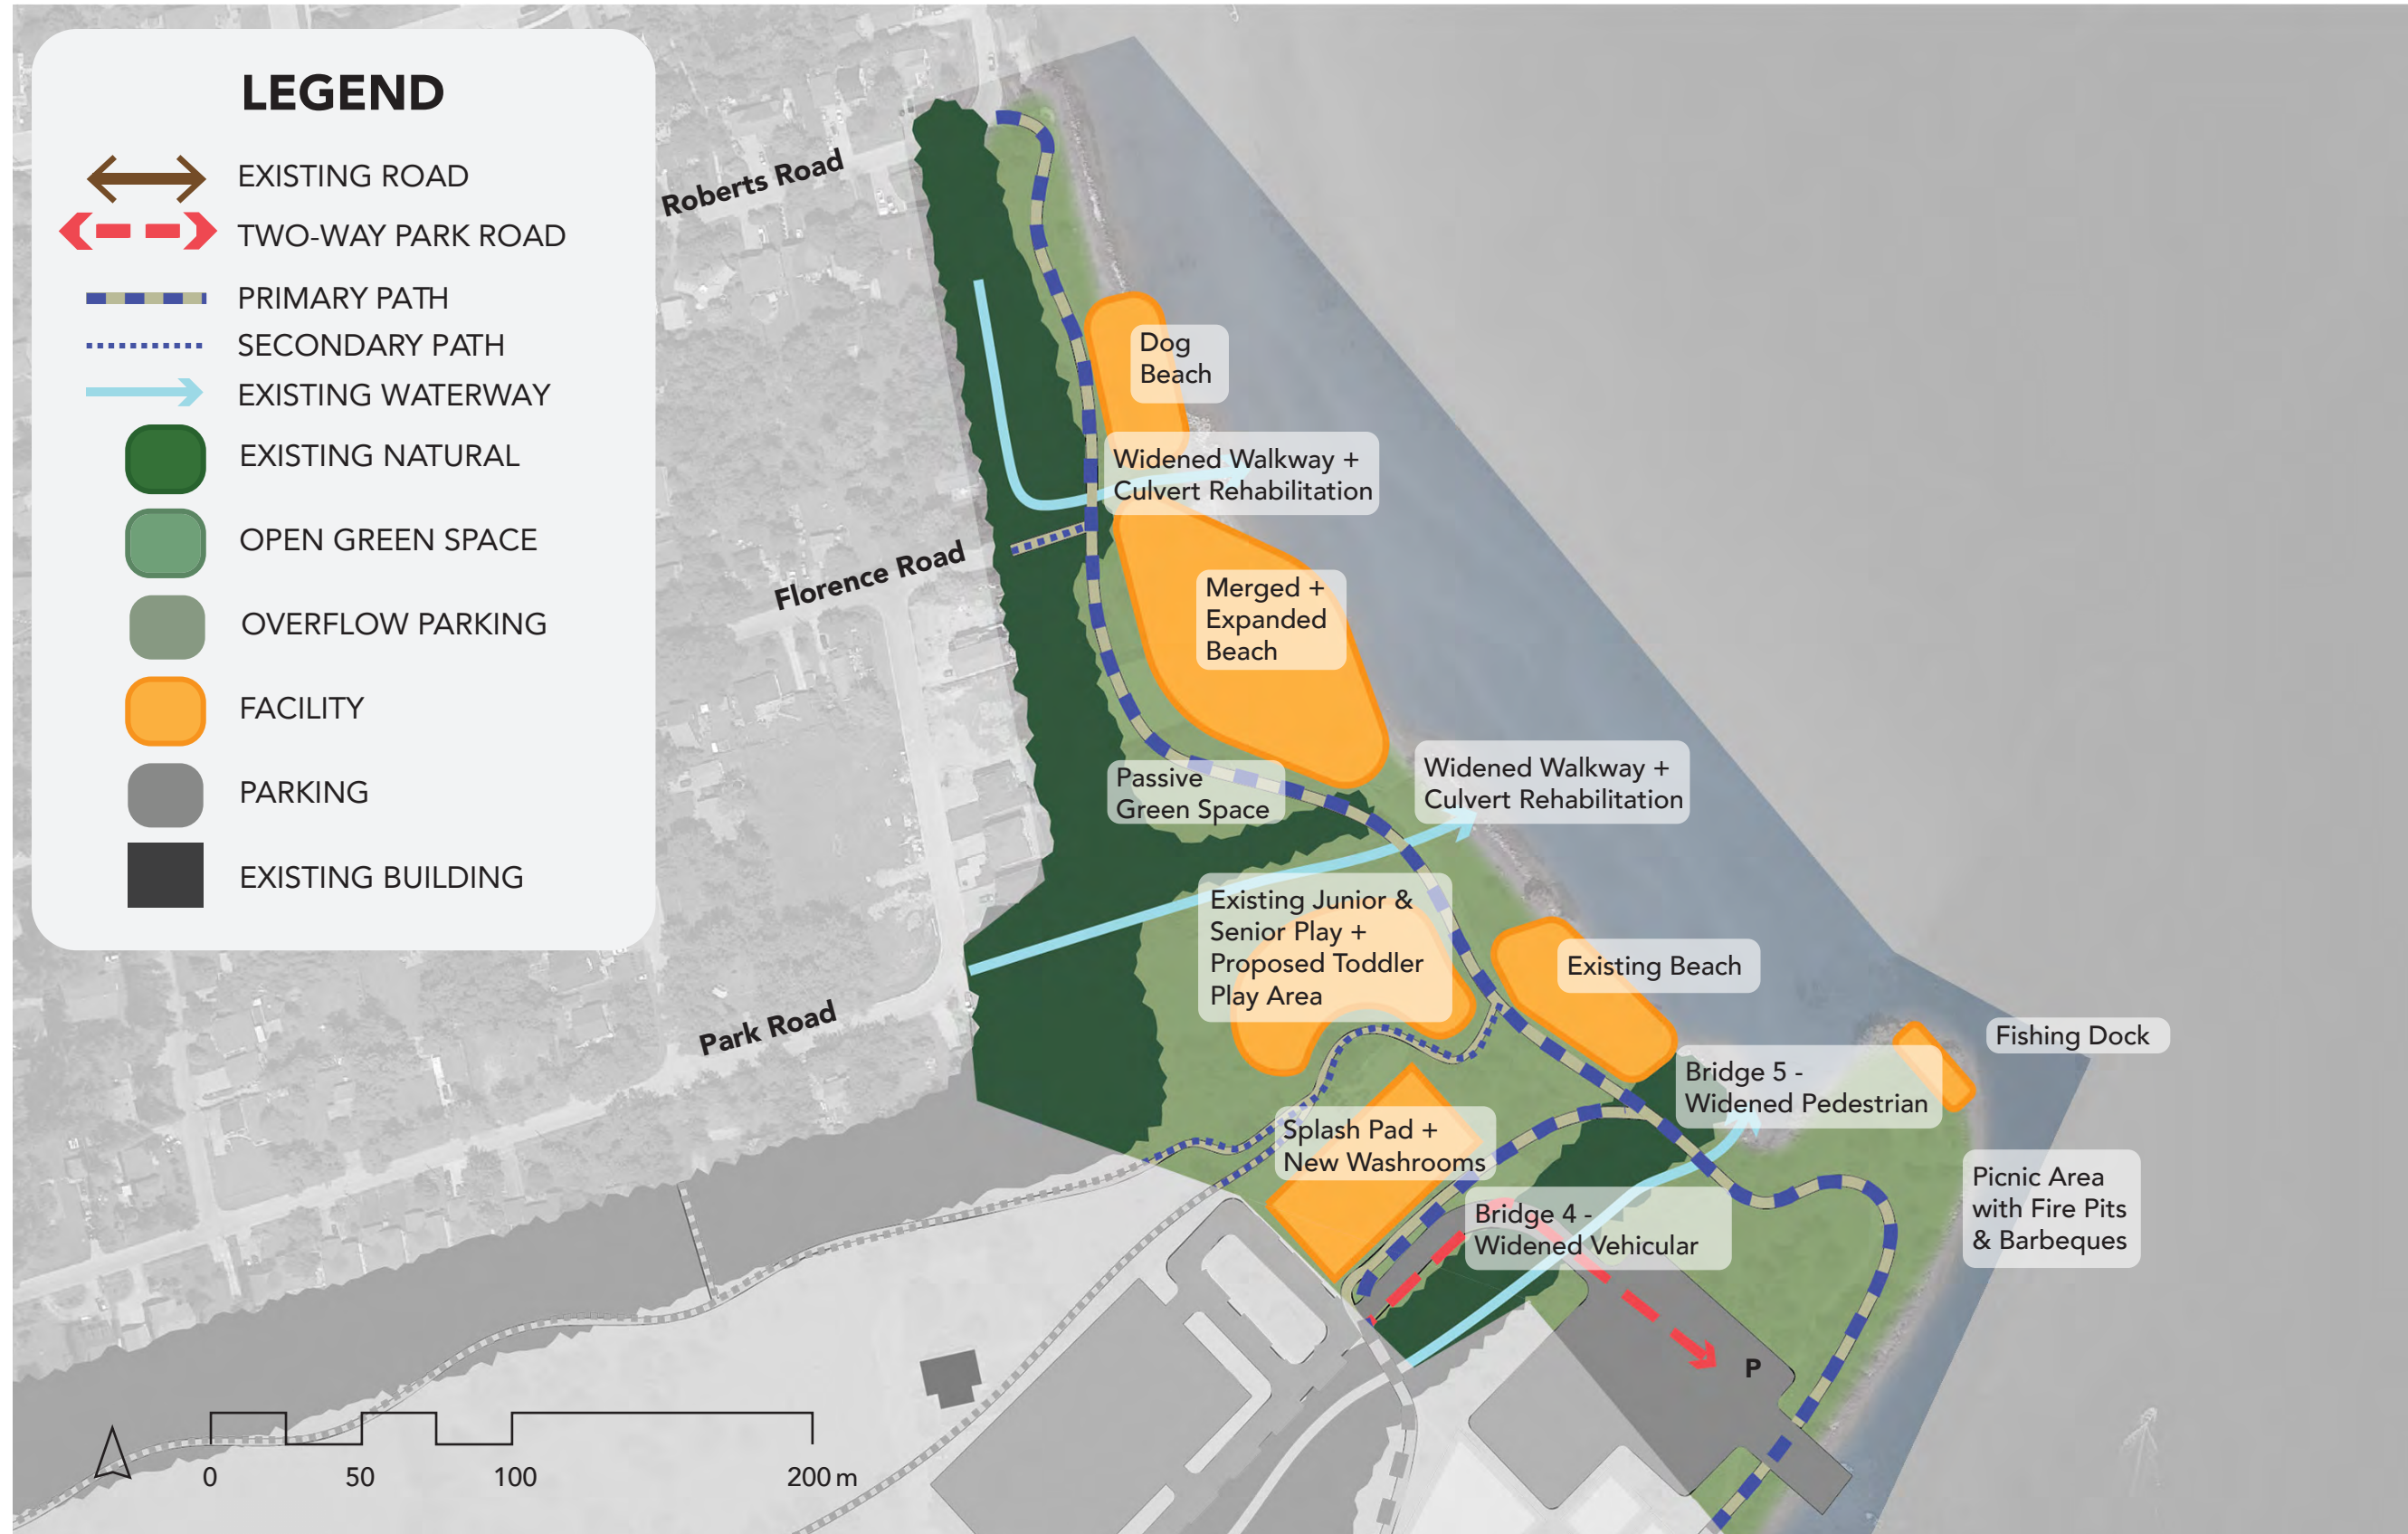 LEGEND
EXISTING ROAD
TWO-WAY PARK ROAD
PRIMARY PATH
SECONDARY PATH
EXISTING WATERWAY
EXISTING NATURAL
OPEN GREEN SPACE
OVERFLOW PARKING
FACILITY
PARKING
EXISTING BUILDING
Roberts Road
Dog
Beach
Widened Walkway +
Culvert Rehabilitation
Florence Road
Merged +
Expanded
Beach
Passive
Green Space
Widened Walkway +
Culvert Rehabilitation
Existing Junior &
Senior Play +
Proposed Toddler
Play Area
Existing Beach
Park Road
Fishing Dock
Bridge 5 -
Widened Pedestrian
Splash Pad +
New Washrooms
Picnic Area
with Fire Pits
& Barbeques
Bridge 4 -
Widened Vehicular
P
0 50 100 200 m